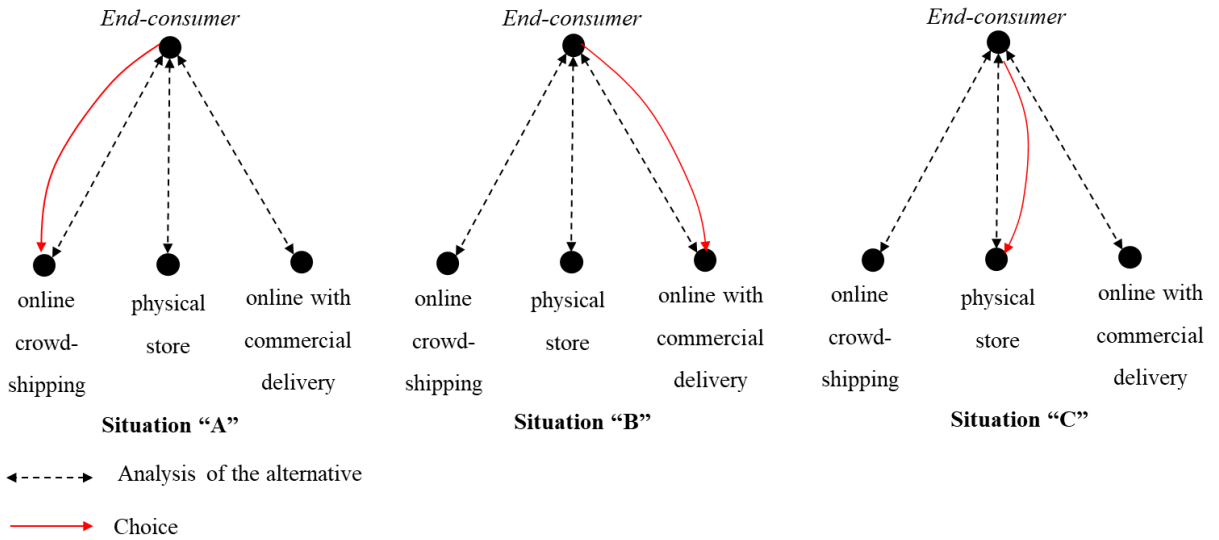 End-consumer
End-consumer
End-consumer
online
crowd-
shipping
physical
store
online with
commercial
delivery
online
crowd-
shipping
physical
store
online with
commercial
delivery
online
crowd-
shipping
physical
store
online with
commercial
delivery
Situation “A”
Situation “B”
Situation “C”
Analysis of the alternative
Choice